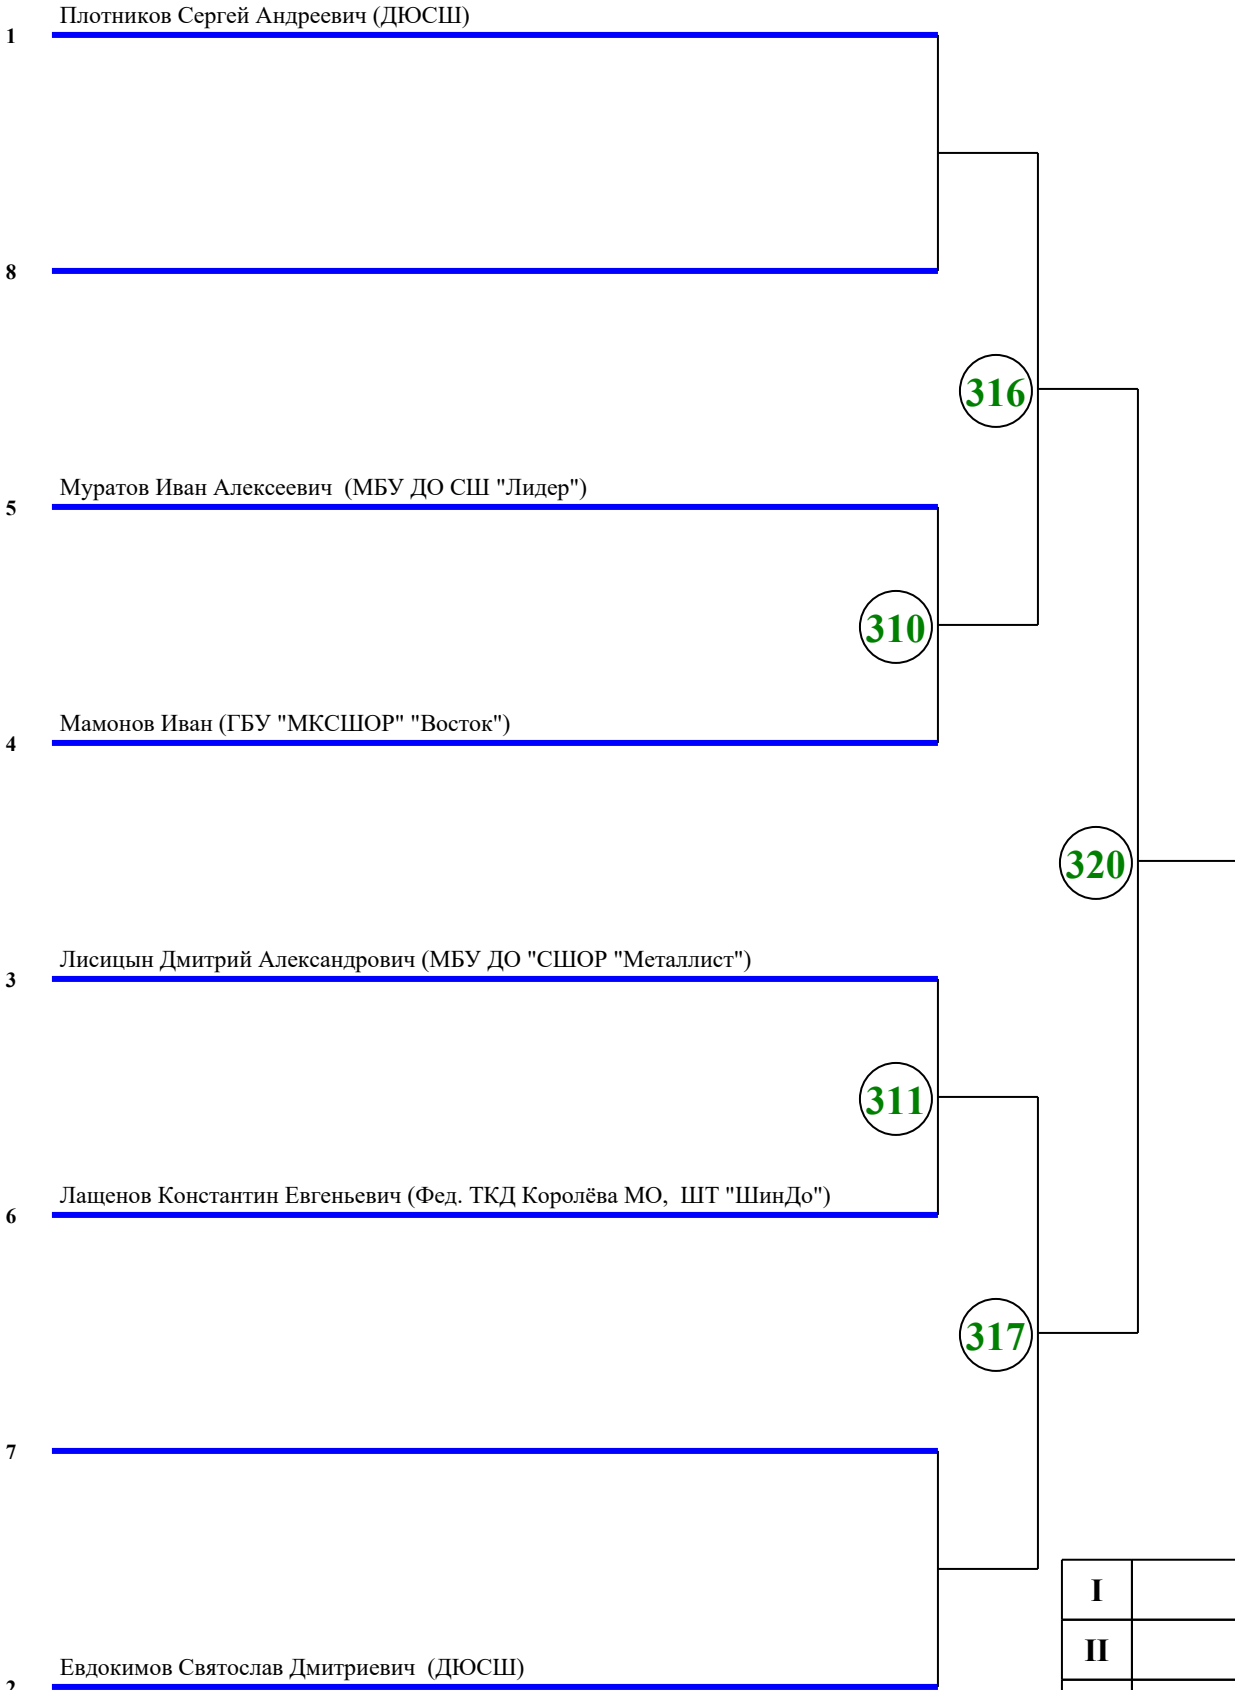 Плотников Сергей Андреевич (ДЮСШ)
1
8
316
Муратов Иван Алексеевич  (МБУ ДО СШ "Лидер")
5
310
Мамонов Иван (ГБУ "МКСШОР" "Восток")
4
320
Лисицын Дмитрий Александрович (МБУ ДО "СШОР "Металлист")
3
311
Лащенов Константин Евгеньевич (Фед. ТКД Королёва МО,  ШТ "ШинДо")
6
317
7
I
II
Евдокимов Святослав Дмитриевич  (ДЮСШ)
2